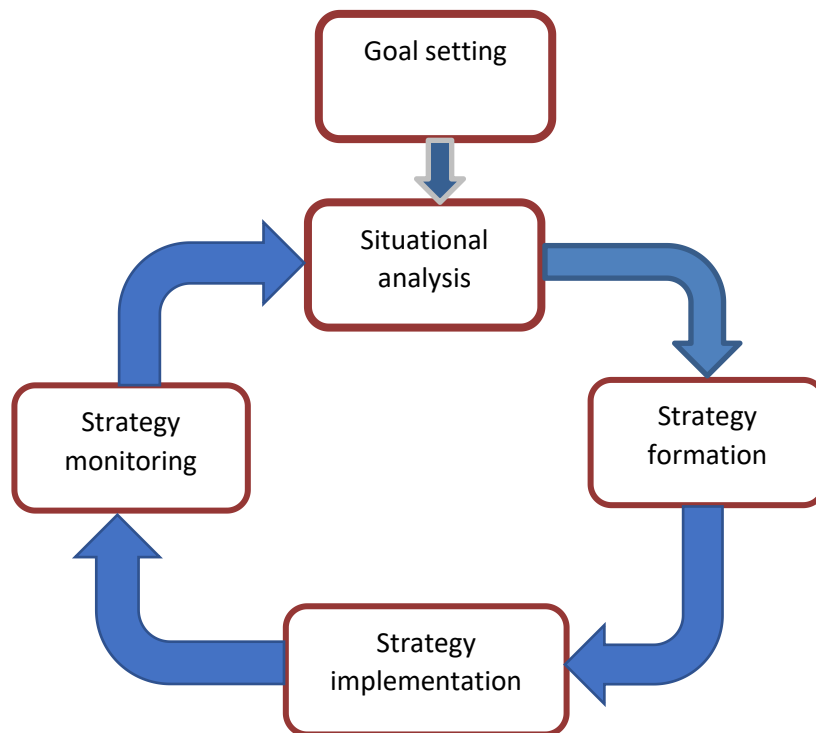 Goal setting
Situational
analysis
Strategy
formation
Strategy
implementation
Strategy
monitoring